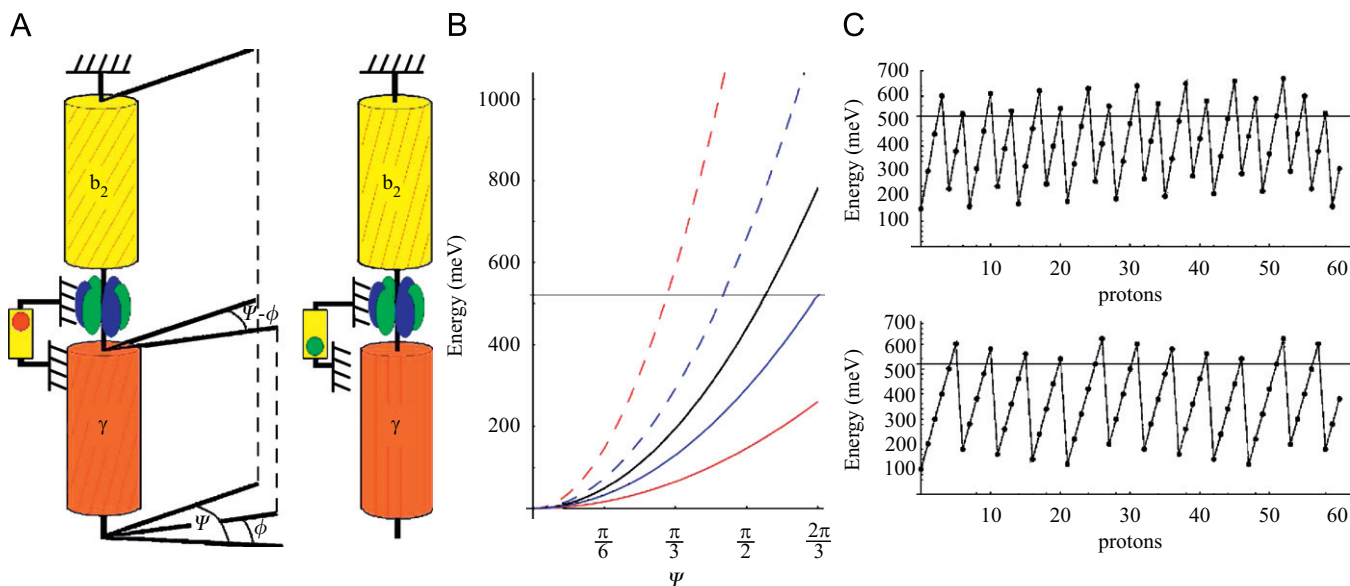 A
b2
γ
Ψ-φ
Ψ
φ
b2
γ
B
Energy (meV)
1000
800
600
400
200
π/6
π/3
π/2
2π/3
Ψ
C
Energy (meV)
700
600
500
400
300
200
100
10 20 30 40 50 60
protons
Energy (meV)
700
600
500
400
300
200
100
10 20 30 40 50 60
protons